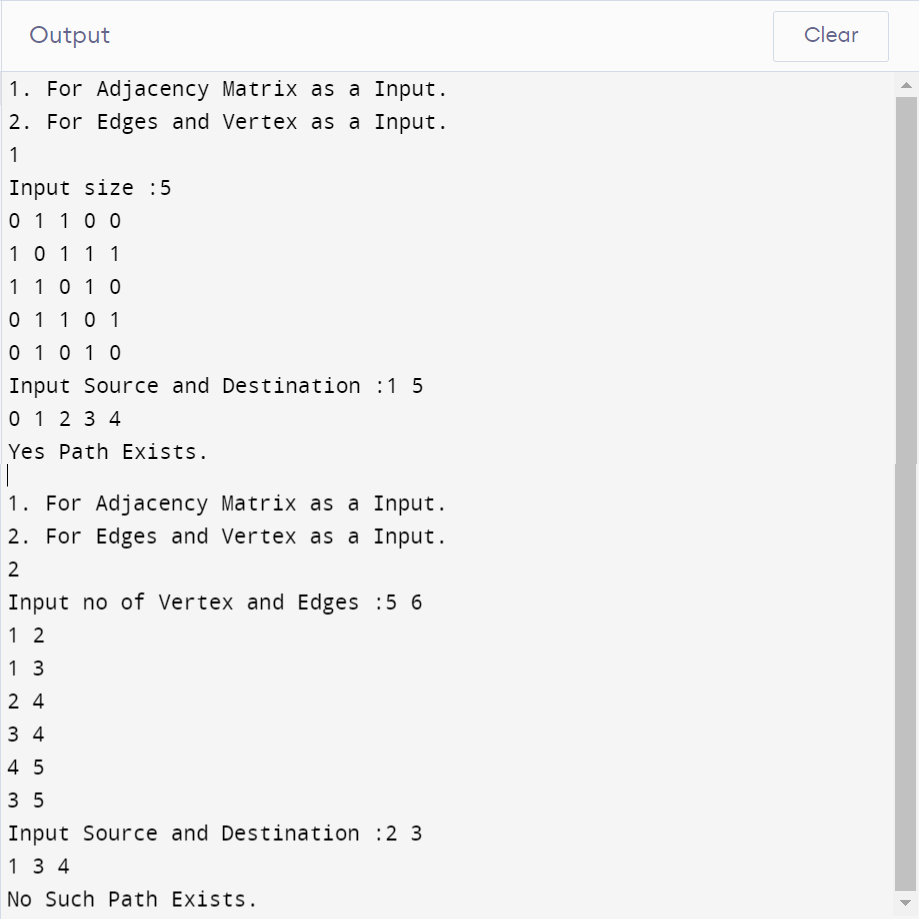 Output
Clear
1. For Adjacency Matrix as a Input.
2. For Edges and Vertex as a Input.
1
Input size :5
0 1 1 0 0
1 0 1 1 1
1 1 0 1 0
0 1 1 0 1
0 1 0 1 0
Input Source and Destination :1 5
0 1 2 3 4
Yes Path Exists.
1. For Adjacency Matrix as a Input.
2. For Edges and Vertex as a Input.
2
Input no of Vertex and Edges :5 6
1 2
1 3
2 4
3 4
4 5
3 5
Input Source and Destination :2 3
1 3 4
No Such Path Exists.